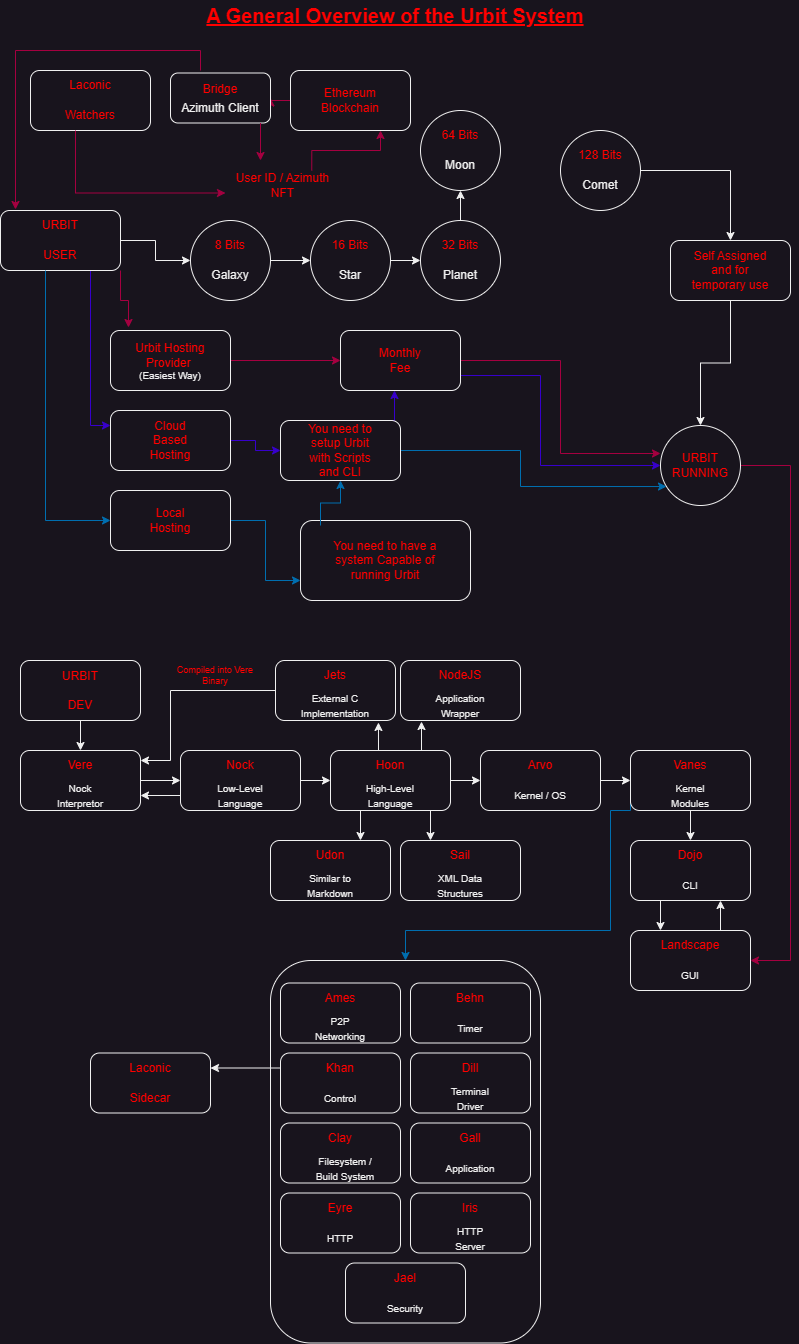 A General Overview of the Urbit System
Laconic
Watchers
Bridge
Azimuth Client
Ethereum
Blockchain
64 Bits
Moon
128 Bits
Comet
User ID / Azimuth
NFT
URBIT
USER
8 Bits
Galaxy
16 Bits
Star
32 Bits
Planet
Self Assigned
and for
temporary use
Urbit Hosting
Provider
(Easiest Way)
Monthly
Fee
Cloud
Based
Hosting
You need to
setup Urbit
with Scripts
and CLI
URBIT
RUNNING
Local
Hosting
You need to have a
system Capable of
running Urbit
URBIT
DEV
Compiled Into Vere
Binary
Jets
External C
Implementation
NodeJS
Application
Wrapper
Vere
Nock
Interpretor
Nock
Low-Level
Language
Hoon
High-Level
Language
Arvo
Kernel / OS
Vanes
Kernel
Modules
Udon
Similar to
Markdown
Sail
XML Data
Structures
Dojo
CLI
Landscape
GUI
Ames
P2P
Networking
Behn
Timer
Laconic
Sidecar
Khan
Control
Dill
Terminal
Driver
Clay
Filesystem /
Build System
Gall
Application
Eyre
HTTP
Iris
HTTP
Server
Jael
Security